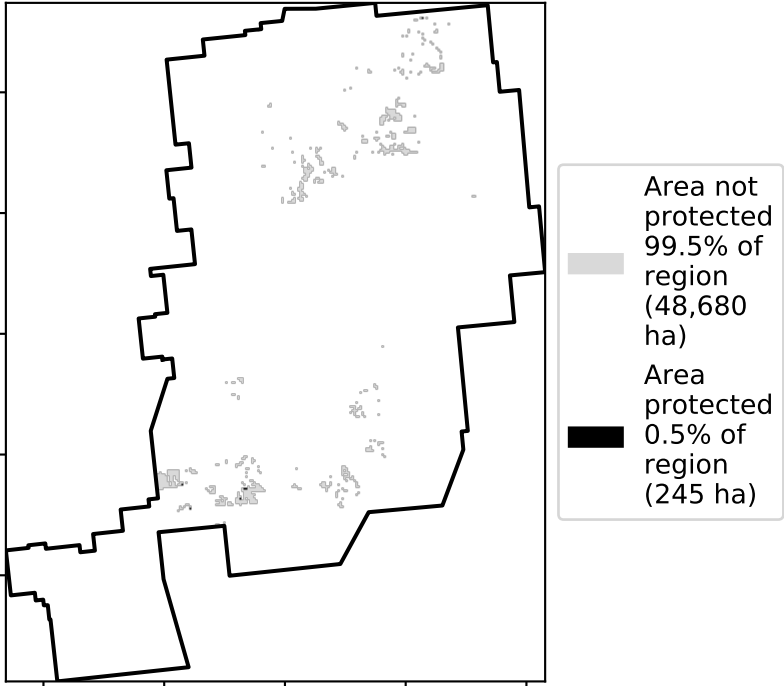 Area not
protected
99.5% of
region
(48,680
ha)
Area
protected
0.5% of
region
(245 ha)